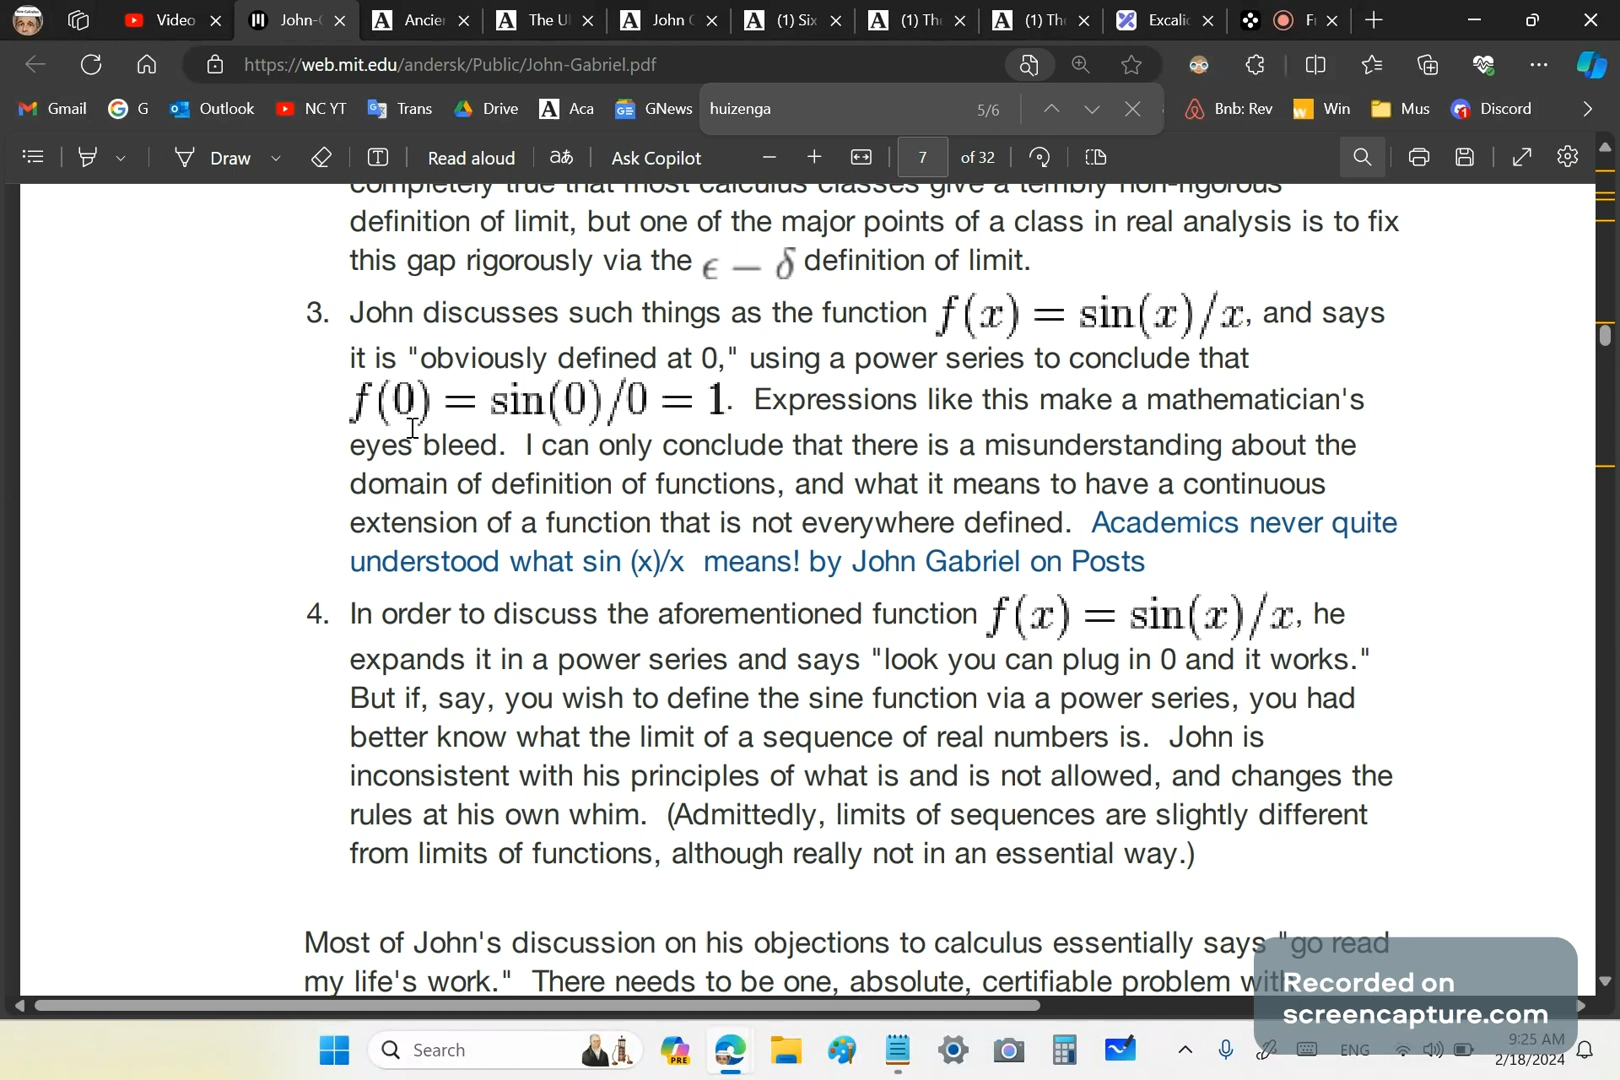 Video
John-
Ancie
The U
John
(1) Six
(1) Th
(1) Th
Excali
https://web.mit.edu/andersk/Public/John-Gabriel.pdf
Gmail
G
Outlook
NC YT
Trans
Drive
Aca
GNews
huizenga
5/6
Bnb: Rev
Win
Mus
Discord
Draw
Read aloud
Ask Copilot
7
of 32
completely true that most calculus classes give a terribly non-rigorous
definition of limit, but one of the major points of a class in real analysis is to fix
this gap rigorously via the ϵ − δ definition of limit.
3. John discusses such things as the function f(x) = sin(x)/x, and says
it is "obviously defined at 0," using a power series to conclude that
f(0) = sin(0)/0 = 1. Expressions like this make a mathematician's
eyes bleed. I can only conclude that there is a misunderstanding about the
domain of definition of functions, and what it means to have a continuous
extension of a function that is not everywhere defined. Academics never quite
understood what sin (x)/x means! by John Gabriel on Posts
4. In order to discuss the aforementioned function f(x) = sin(x)/x, he
expands it in a power series and says "look you can plug in 0 and it works."
But if, say, you wish to define the sine function via a power series, you had
better know what the limit of a sequence of real numbers is. John is
inconsistent with his principles of what is and is not allowed, and changes the
rules at his own whim. (Admittedly, limits of sequences are slightly different
from limits of functions, although really not in an essential way.)
Most of John's discussion on his objections to calculus essentially says "go read
my life's work." There needs to be one, absolute, certifiable problem with
Recorded on
screencapture.com
Search
PRE
ENG
9:25 AM
2/18/2024